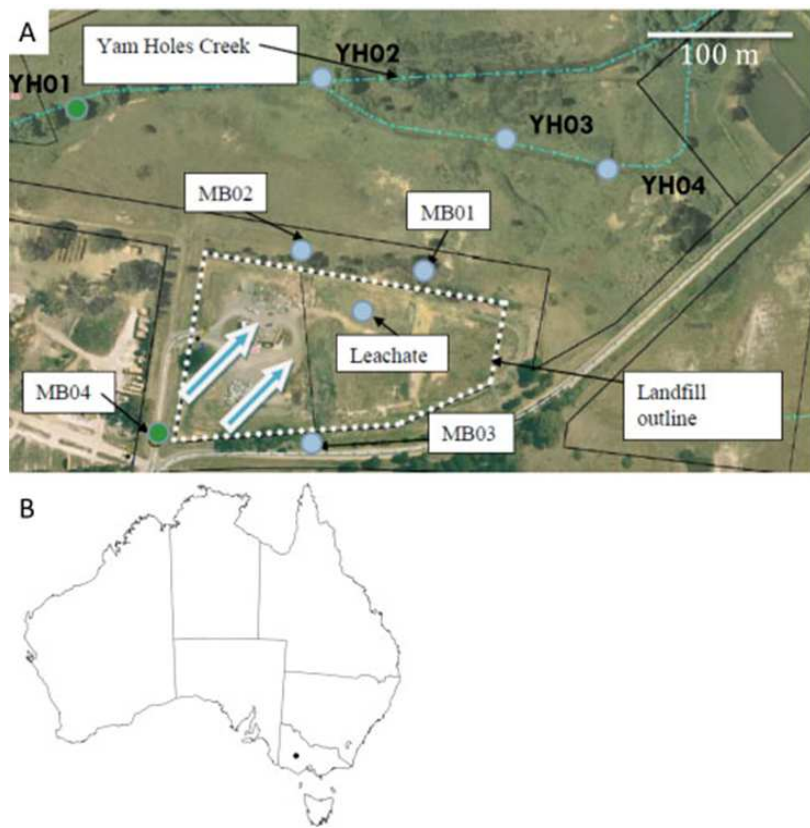 A
Yam Holes Creek
YH02
100 m
YH01
YH03
YH04
MB02
MB01
Leachate
MB04
MB03
Landfill
outline
B